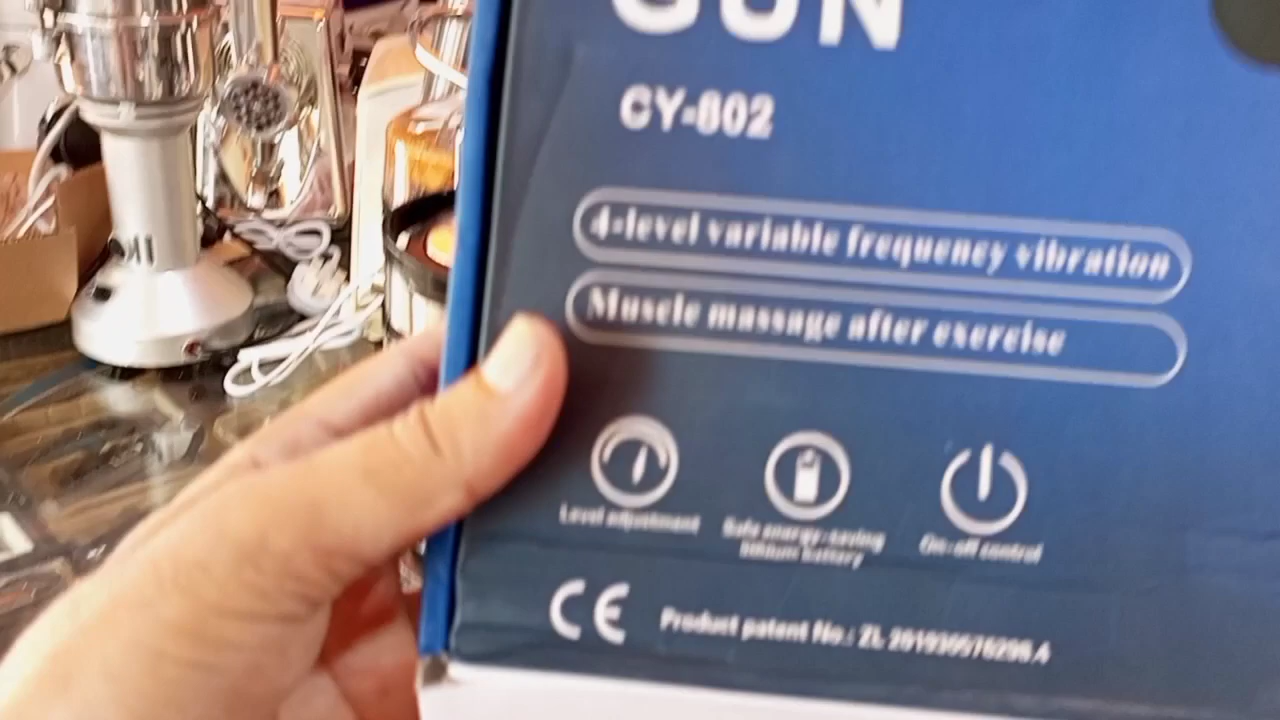 GUN
CY-802
4-level variable frequency vibration
Muscle massage after exercise
Level adjustment
Safe energy-saving
lithium battery
On-off control
CE
Product patent No.: ZL